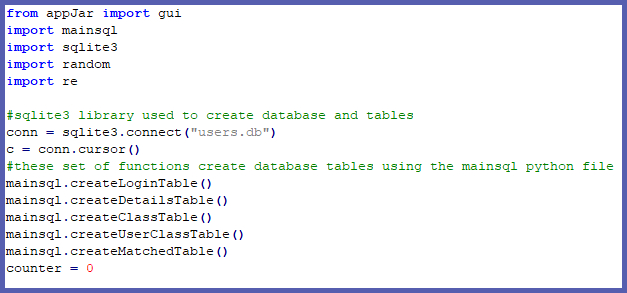 from appJar import gui
import mainsql
import sqlite3
import random
import re
#sqlite3 library used to create database and tables
conn = sqlite3.connect("users.db")
c = conn.cursor()
#these set of functions create database tables using the mainsql python file
mainsql.createLoginTable()
mainsql.createDetailsTable()
mainsql.createClassTable()
mainsql.createUserClassTable()
mainsql.createMatchedTable()
counter = 0